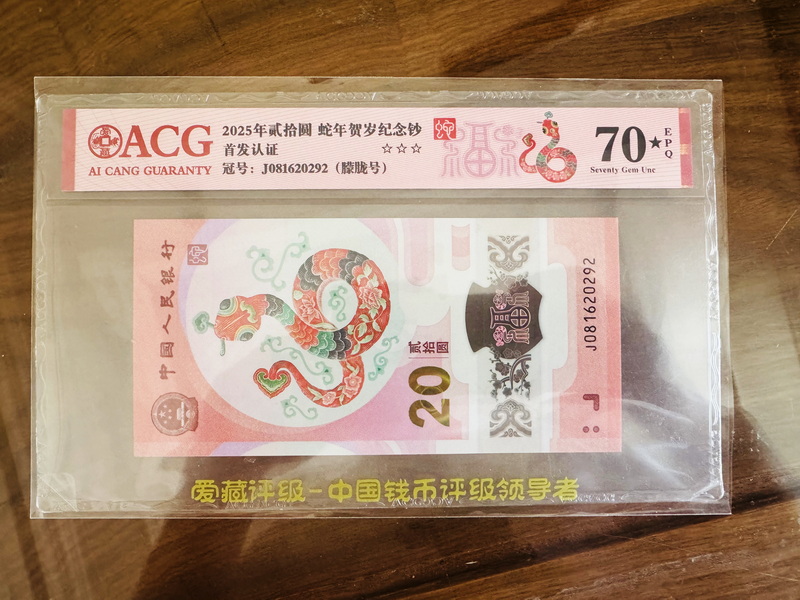 ACG
AI CANG GUARANTY
2025年贰拾圆 蛇年贺岁纪念钞
首发认证 ☆☆☆
冠号：J081620292（朦胧号）
70★
EPQ
Seventy Gem Unc
中国人民银行
贰拾圆
20
J081620292
爱藏评级-中国钱币评级领导者